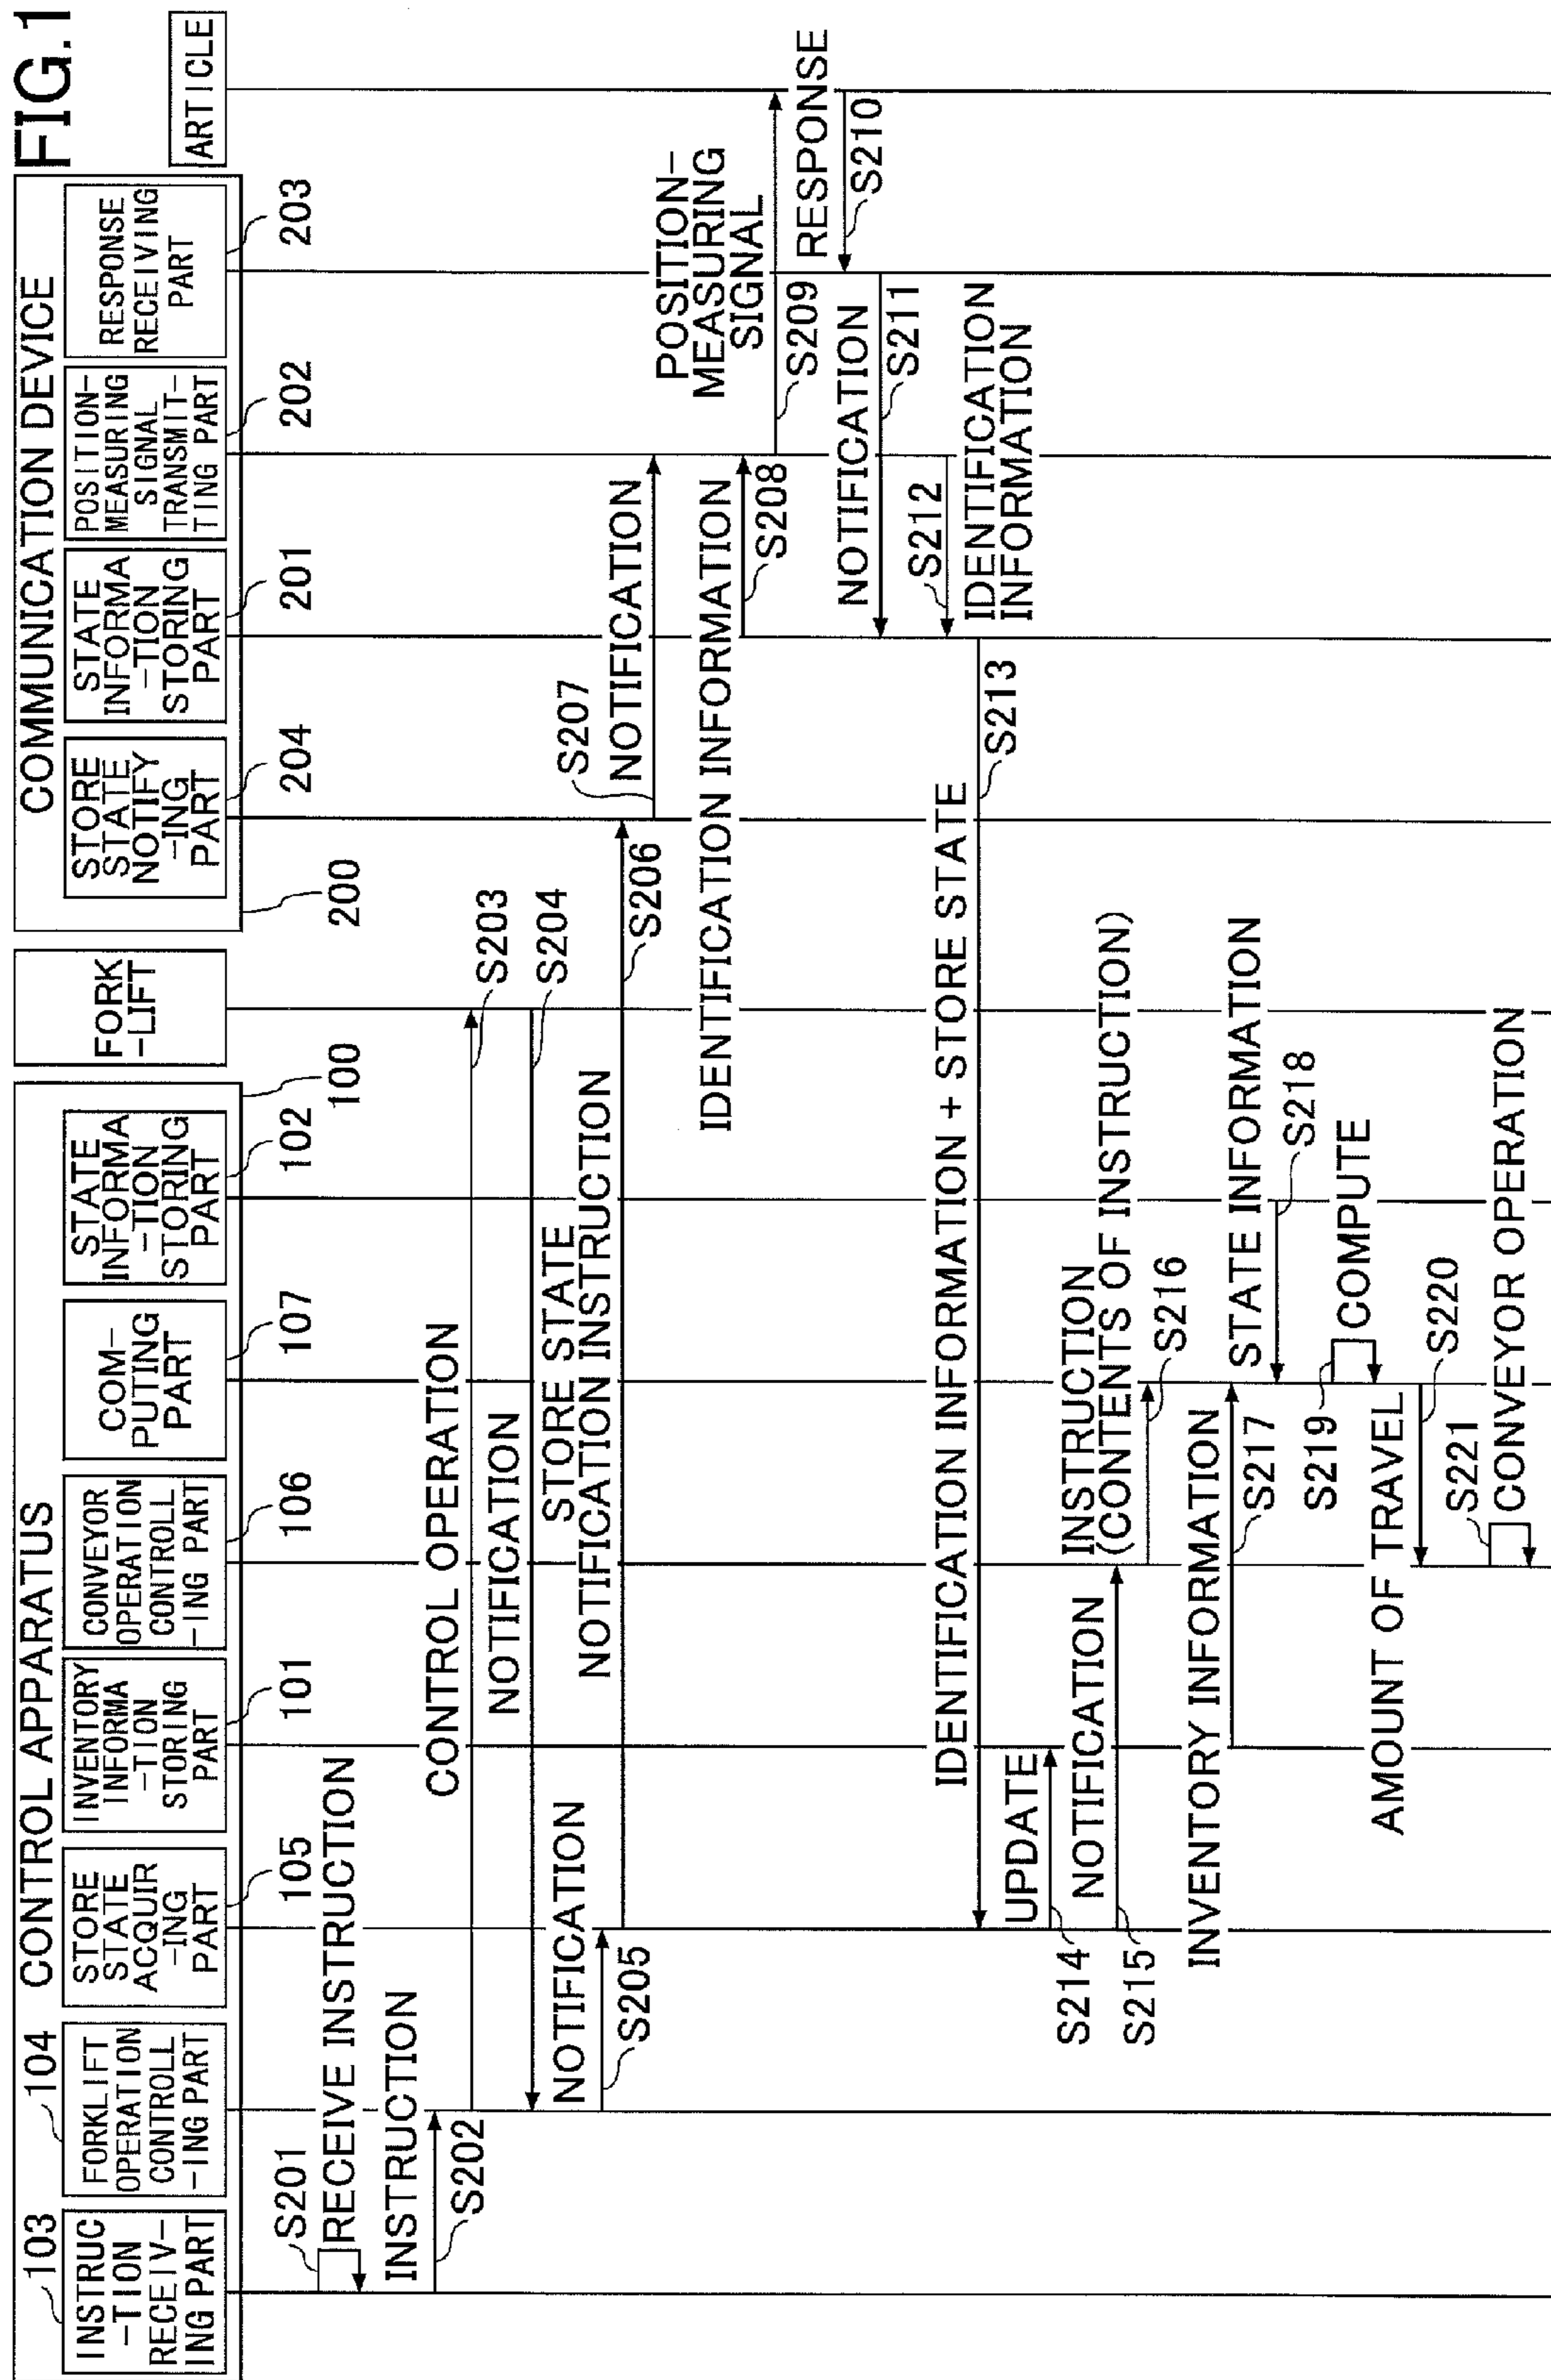 FIG.1
CONTROL APPARATUS
COMMUNICATION DEVICE
103
INSTRUC
-TION
RECEIV-
ING PART
104
FORKLIFT
OPERATION
CONTROLL
-ING PART
STORE
STATE
ACQUIR
-ING
PART
105
INVENTORY
INFORMA
-TION
STORING
PART
101
CONVEYOR
OPERATION
CONTROLL
-ING PART
106
COM-
PUTING
PART
107
STATE
INFORMA
-TION
STORING
PART
102
100
FORK
-LIFT
200
STORE
STATE
NOTIFY
-ING
PART
204
STATE
INFORMA
-TION
STORING
PART
201
POSITION-
MEASURING
SIGNAL
TRANSMIT-
TING PART
202
RESPONSE
RECEIVING
PART
203
ARTICLE
S201
RECEIVE INSTRUCTION
INSTRUCTION
S202
CONTROL OPERATION
S203
NOTIFICATION
S204
NOTIFICATION
S205
STORE STATE
NOTIFICATION INSTRUCTION
S206
S207
NOTIFICATION
IDENTIFICATION INFORMATION
S208
POSITION-
MEASURING
SIGNAL
S209
RESPONSE
S210
NOTIFICATION
S211
S212
IDENTIFICATION
INFORMATION
IDENTIFICATION INFORMATION + STORE STATE
S213
UPDATE
S214
NOTIFICATION
S215
INSTRUCTION
(CONTENTS OF INSTRUCTION)
S216
INVENTORY INFORMATION
S217
STATE INFORMATION
S218
S219
COMPUTE
AMOUNT OF TRAVEL
S220
S221
CONVEYOR OPERATION